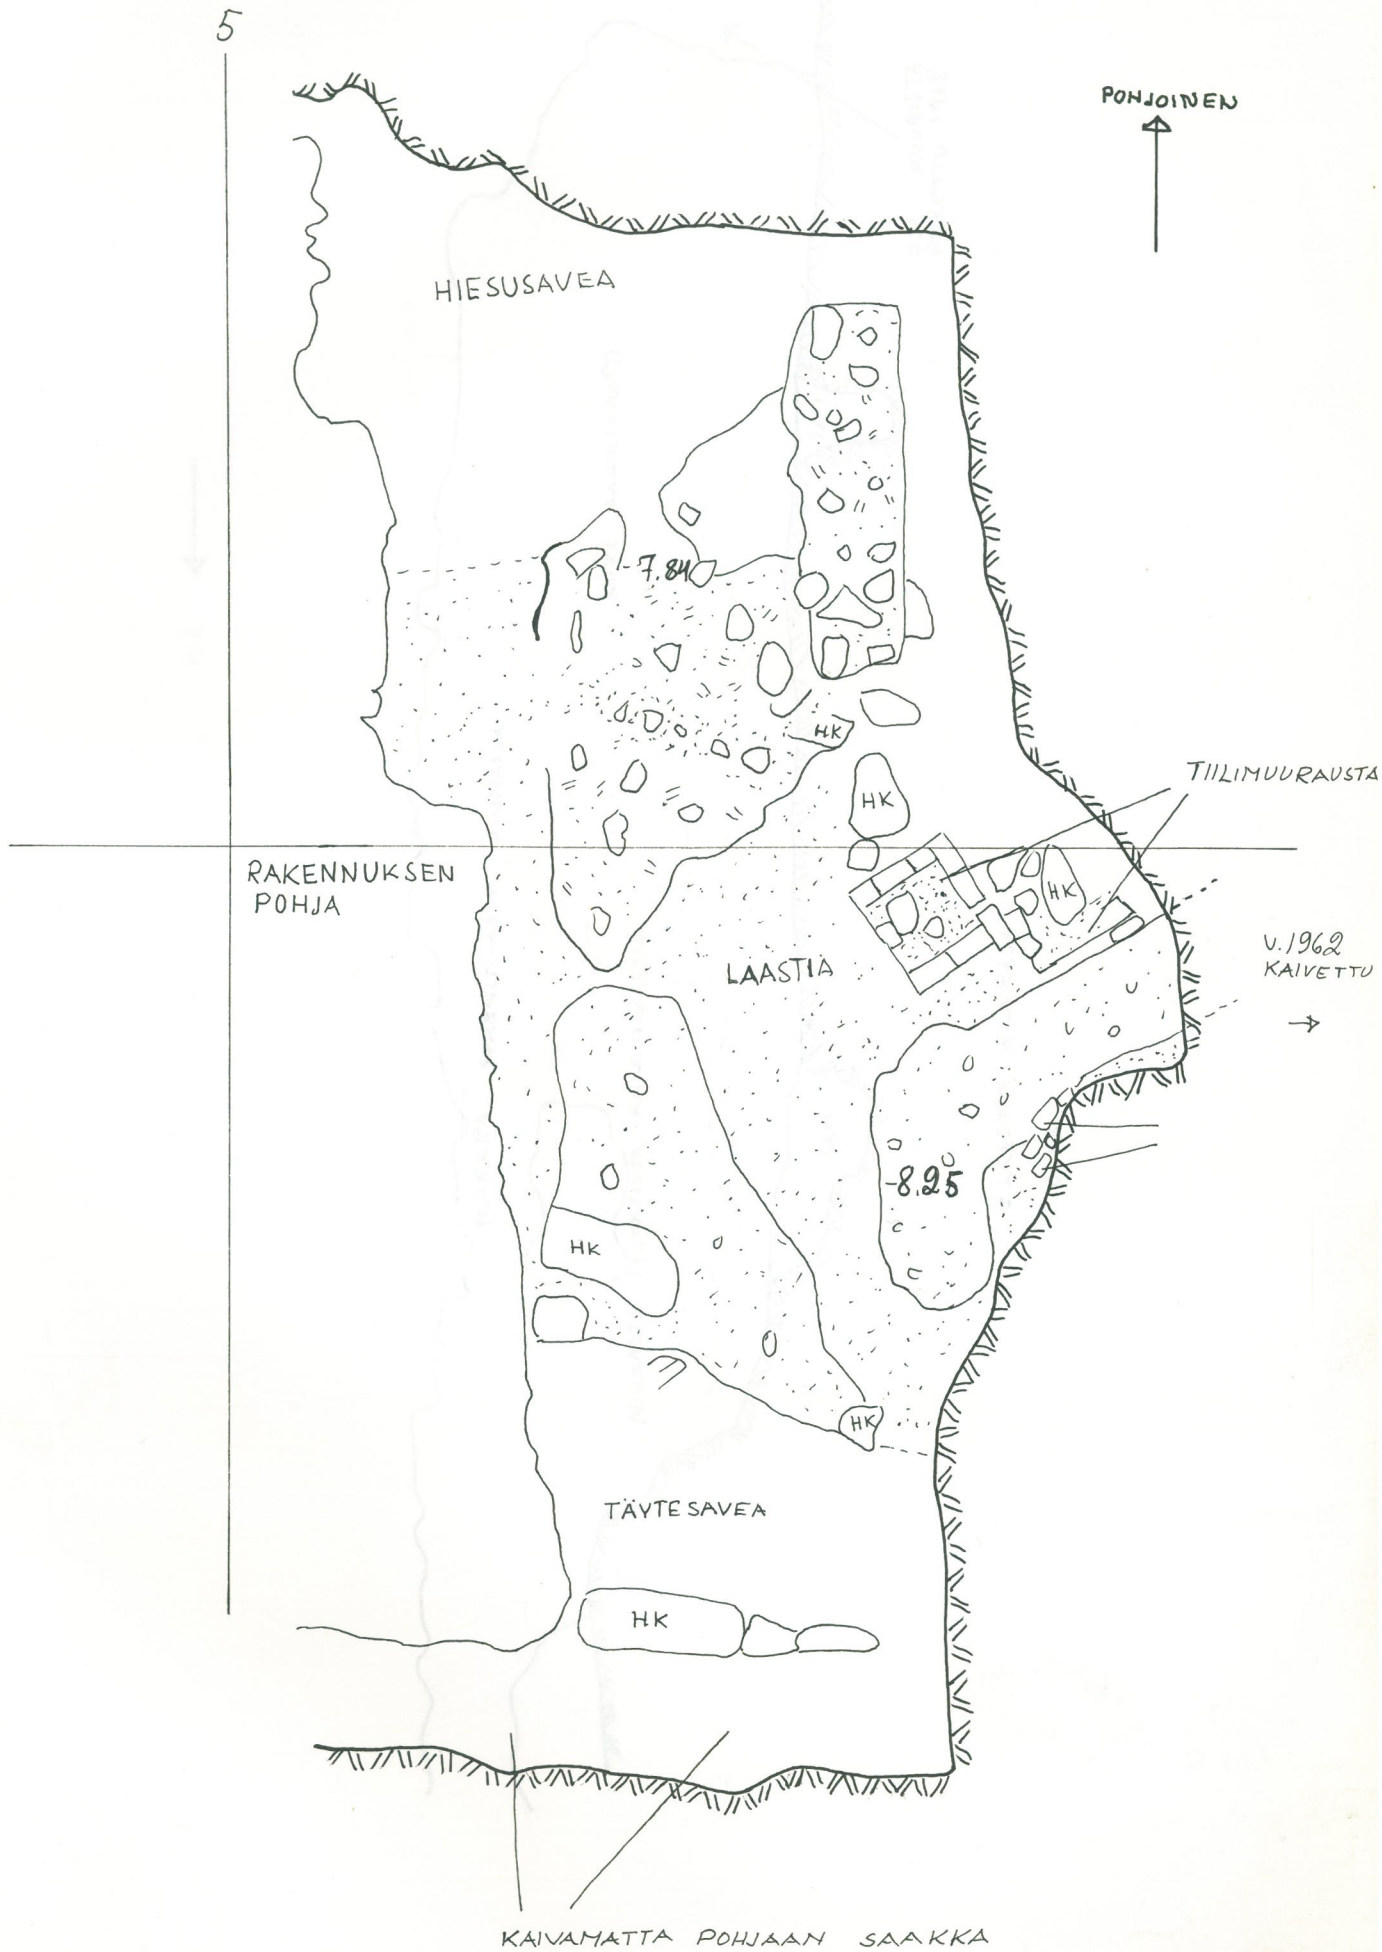 5
POHJOINEN
HIESUSAVEA
-7.84
HK
TIILIMUURAUSTA
HK
RAKENNUKSEN
POHJA
HK
V.1962
KAIVETTU
LAASTIA
-8.25
HK
HK
TÄYTESAVEA
HK
KAIVAMATTA POHJAAN SAAKKA